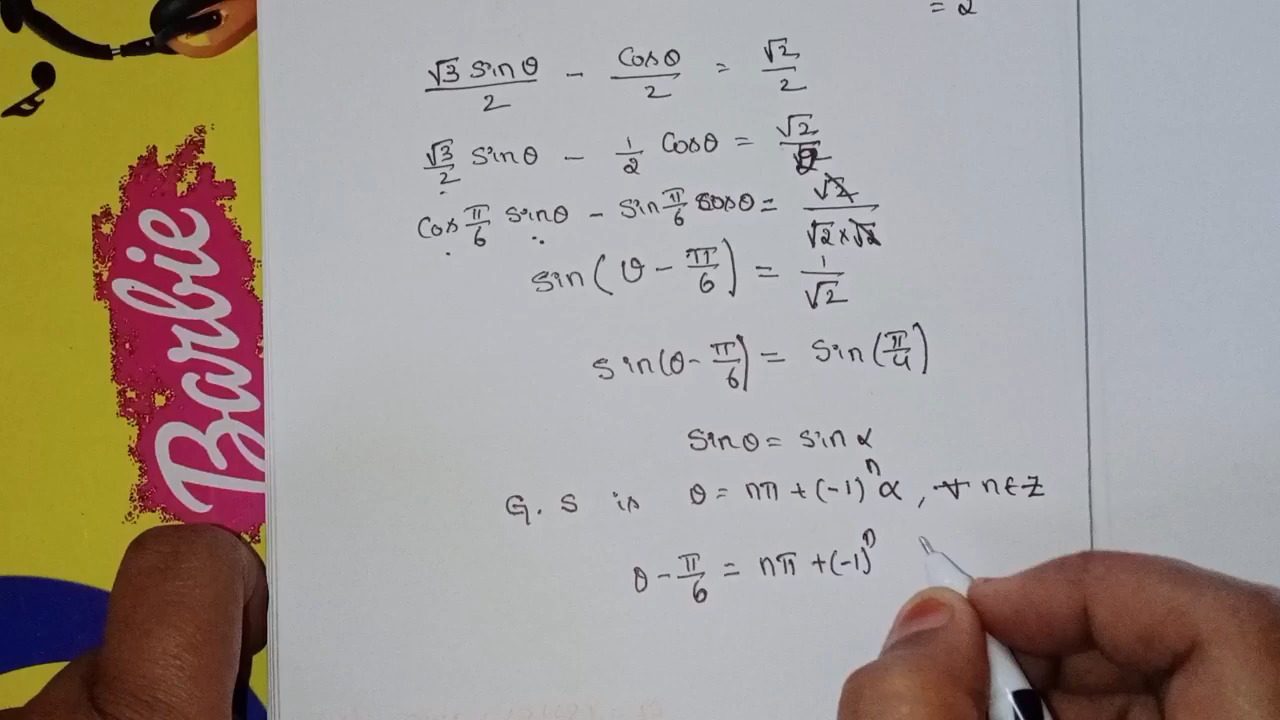 = 2
√3 sinθ/2 - cosθ/2 = √2/2
√3/2 sinθ - 1/2 cosθ = √2/2
cos π/6 sinθ - sin π/6 cosθ = √2/√2×√2
sin(θ - π/6) = 1/√2
sin(θ - π/6) = sin(π/4)
sinθ = sin α
G.S is θ = nπ + (-1)ⁿ α, ∀ n∈Z
θ - π/6 = nπ + (-1)ⁿ
Barbie